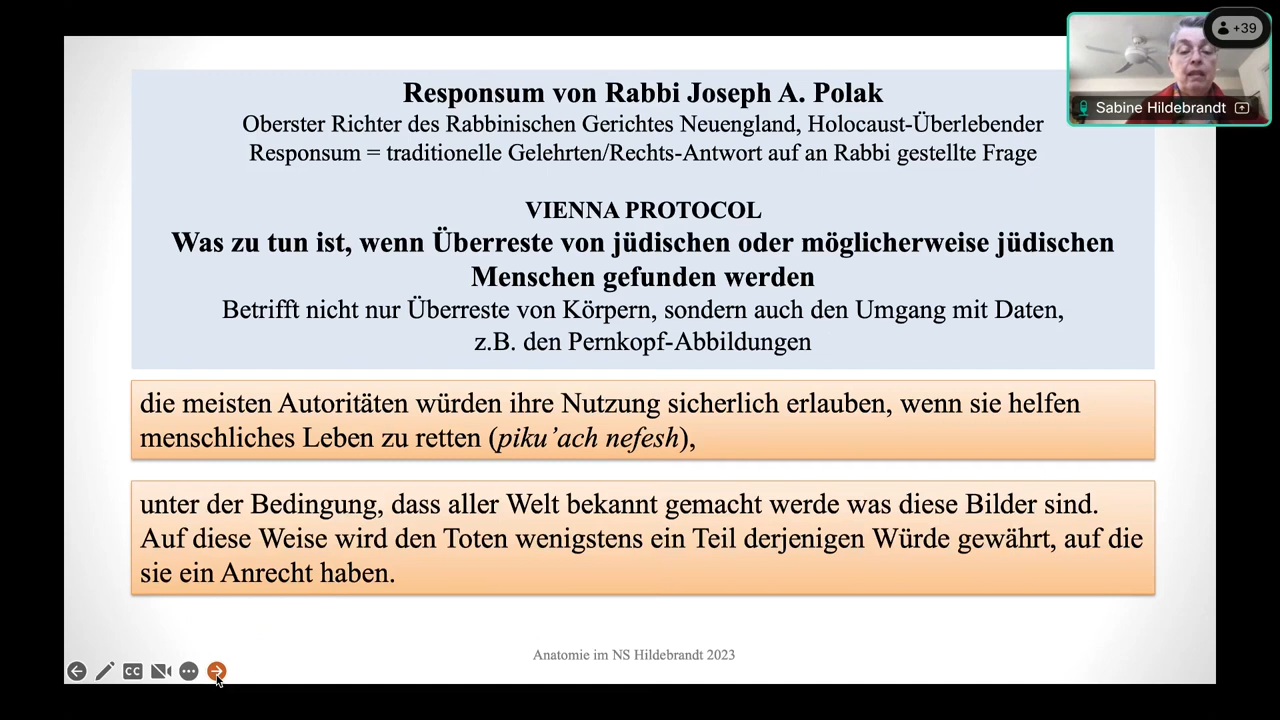 Responsum von Rabbi Joseph A. Polak
Oberster Richter des Rabbinischen Gerichtes Neuengland, Holocaust-Überlebender
Responsum = traditionelle Gelehrten/Rechts-Antwort auf an Rabbi gestellte Frage
VIENNA PROTOCOL
Was zu tun ist, wenn Überreste von jüdischen oder möglicherweise jüdischen
Menschen gefunden werden
Betrifft nicht nur Überreste von Körpern, sondern auch den Umgang mit Daten,
z.B. den Pernkopf-Abbildungen
die meisten Autoritäten würden ihre Nutzung sicherlich erlauben, wenn sie helfen
menschliches Leben zu retten (piku’ach nefesh),
unter der Bedingung, dass aller Welt bekannt gemacht werde was diese Bilder sind.
Auf diese Weise wird den Toten wenigstens ein Teil derjenigen Würde gewährt, auf die
sie ein Anrecht haben.
Anatomie im NS Hildebrandt 2023
CC
+39
Sabine Hildebrandt